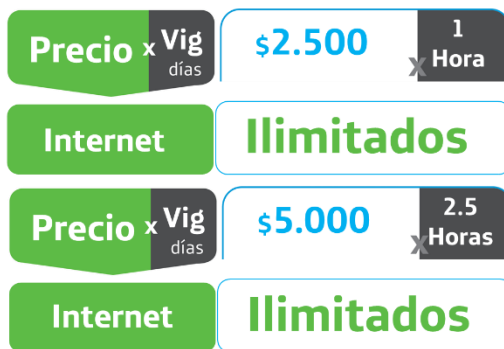 Precio x Vig días $2.500 x 1 Hora
Internet Ilimitados
Precio x Vig días $5.000 x 2.5 Horas
Internet Ilimitados